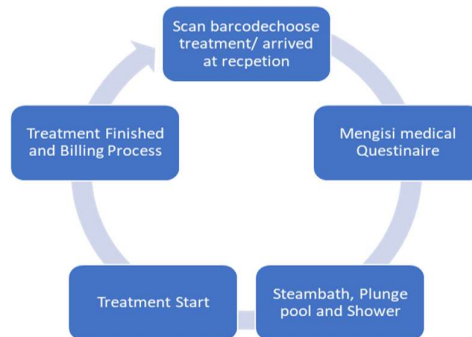 Scan barcodechoose
treatment/ arrived
at recpetion
Mengisi medical
Questinaire
Steambath, Plunge
pool and Shower
Treatment Start
Treatment Finished
and Billing Process